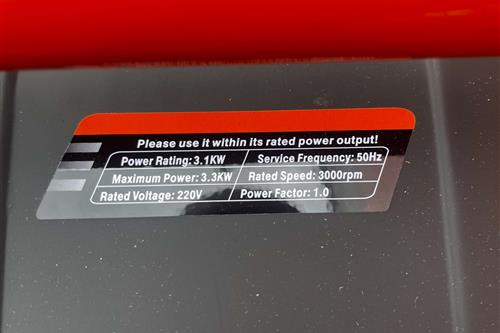 Please use it within its rated power output!
Power Rating: 3.1KW Service Frequency: 50Hz
Maximum Power: 3.3KW Rated Speed: 3000rpm
Rated Voltage: 220V Power Factor: 1.0